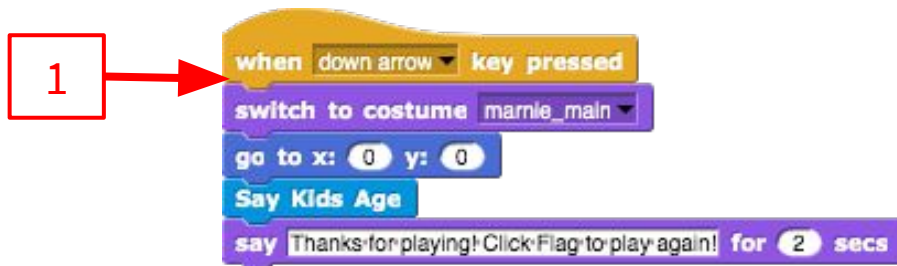 1
when down arrow key pressed
switch to costume marnie_main
go to x: 0 y: 0
Say Kids Age
say Thanks for playing! Click Flag to play again! for 2 secs